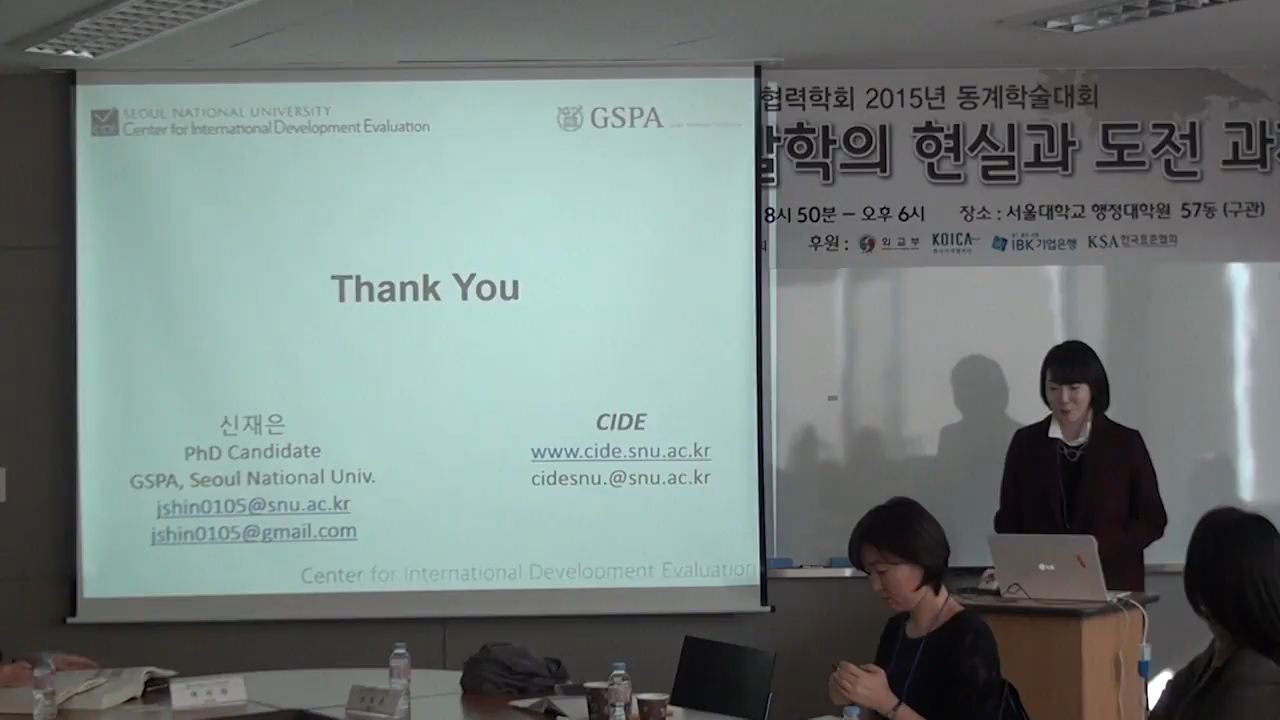 SEOUL NATIONAL UNIVERSITY
Center for International Development Evaluation
GSPA
Thank You
신재은
PhD Candidate
GSPA, Seoul National Univ.
jshin0105@snu.ac.kr
jshin0105@gmail.com
CIDE
www.cide.snu.ac.kr
cidesnu.@snu.ac.kr
Center for International Development Evaluation
협력학회 2015년 동계학술대회
학의 현실과 도전 과
8시 50분 – 오후 6시 장소 : 서울대학교 행정대학원 57동 (구관)
후원 : 외교부 KOICA IBK기업은행 KSA한국표준협회
LG